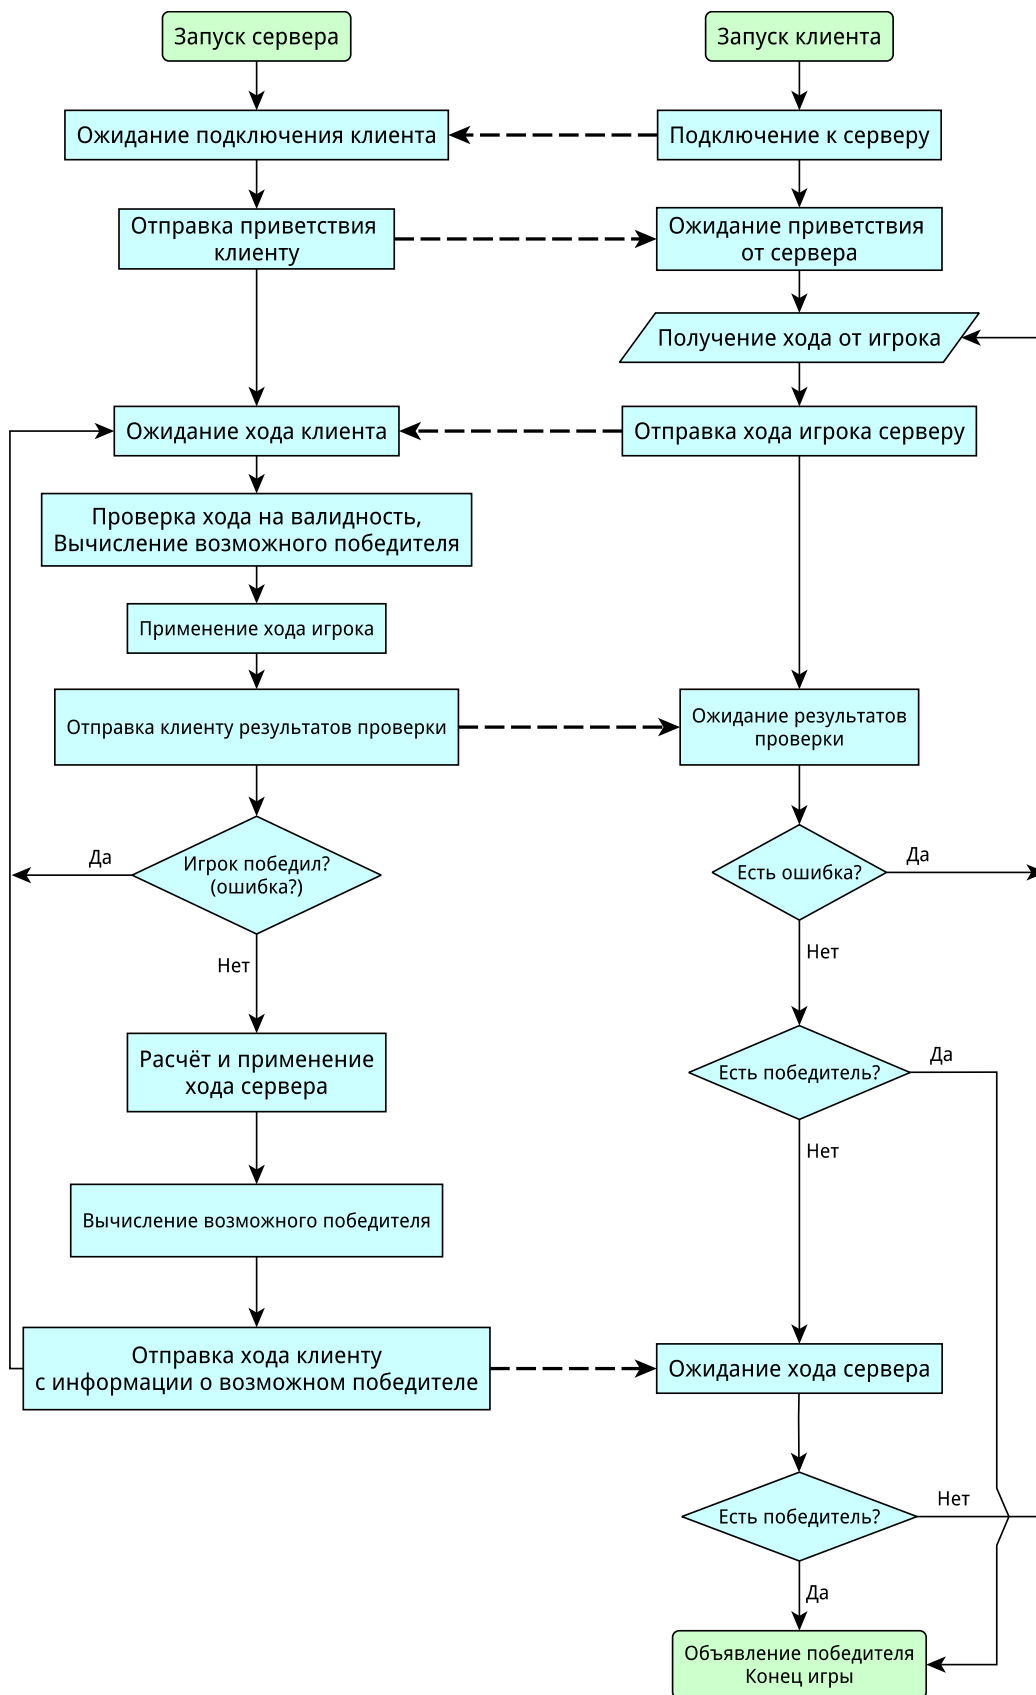 Запуск сервера
Запуск клиента
Ожидание подключения клиента
Подключение к серверу
Отправка приветствия
клиенту
Ожидание приветствия
от сервера
Получение хода от игрока
Ожидание хода клиента
Отправка хода игрока серверу
Проверка хода на валидность,
Вычисление возможного победителя
Применение хода игрока
Отправка клиенту результатов проверки
Ожидание результатов
проверки
Игрок победил?
(ошибка?)
Да
Есть ошибка?
Да
Нет
Нет
Расчёт и применение
хода сервера
Есть победитель?
Да
Нет
Вычисление возможного победителя
Отправка хода клиенту
с информации о возможном победителе
Ожидание хода сервера
Есть победитель?
Нет
Да
Объявление победителя
Конец игры